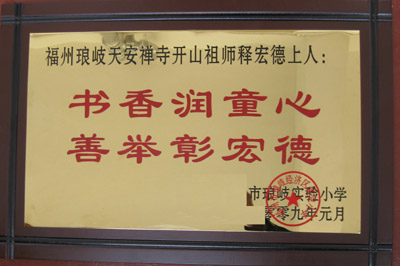 福州琅岐天安禅寺开山祖师释宏德上人：
书香润童心
善举彰宏德
市琅岐实验小学
零零九年元月